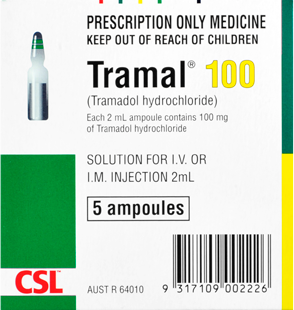 PRESCRIPTION ONLY MEDICINE
KEEP OUT OF REACH OF CHILDREN
Tramal® 100
(Tramadol hydrochloride)
Each 2 mL ampoule contains 100 mg
of Tramadol hydrochloride
SOLUTION FOR I.V. OR
I.M. INJECTION 2mL
5 ampoules
CSL™
AUST R 64010
9 317109 002226